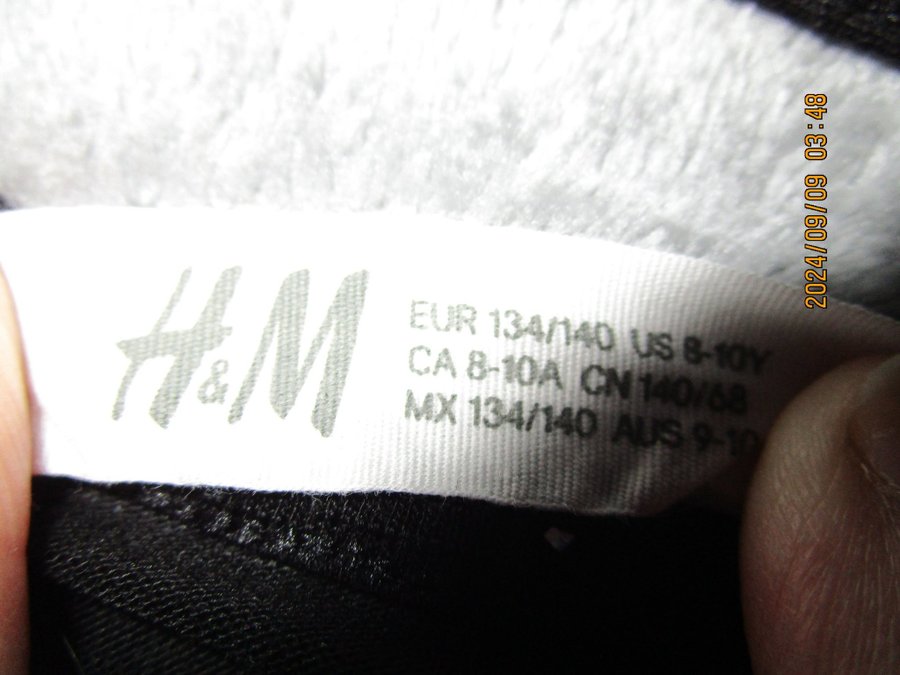 H&M
EUR 134/140 US 8-10Y
CA 8-10A CN 140/68
MX 134/140 AUS 9-10
2024/09/09 03:48